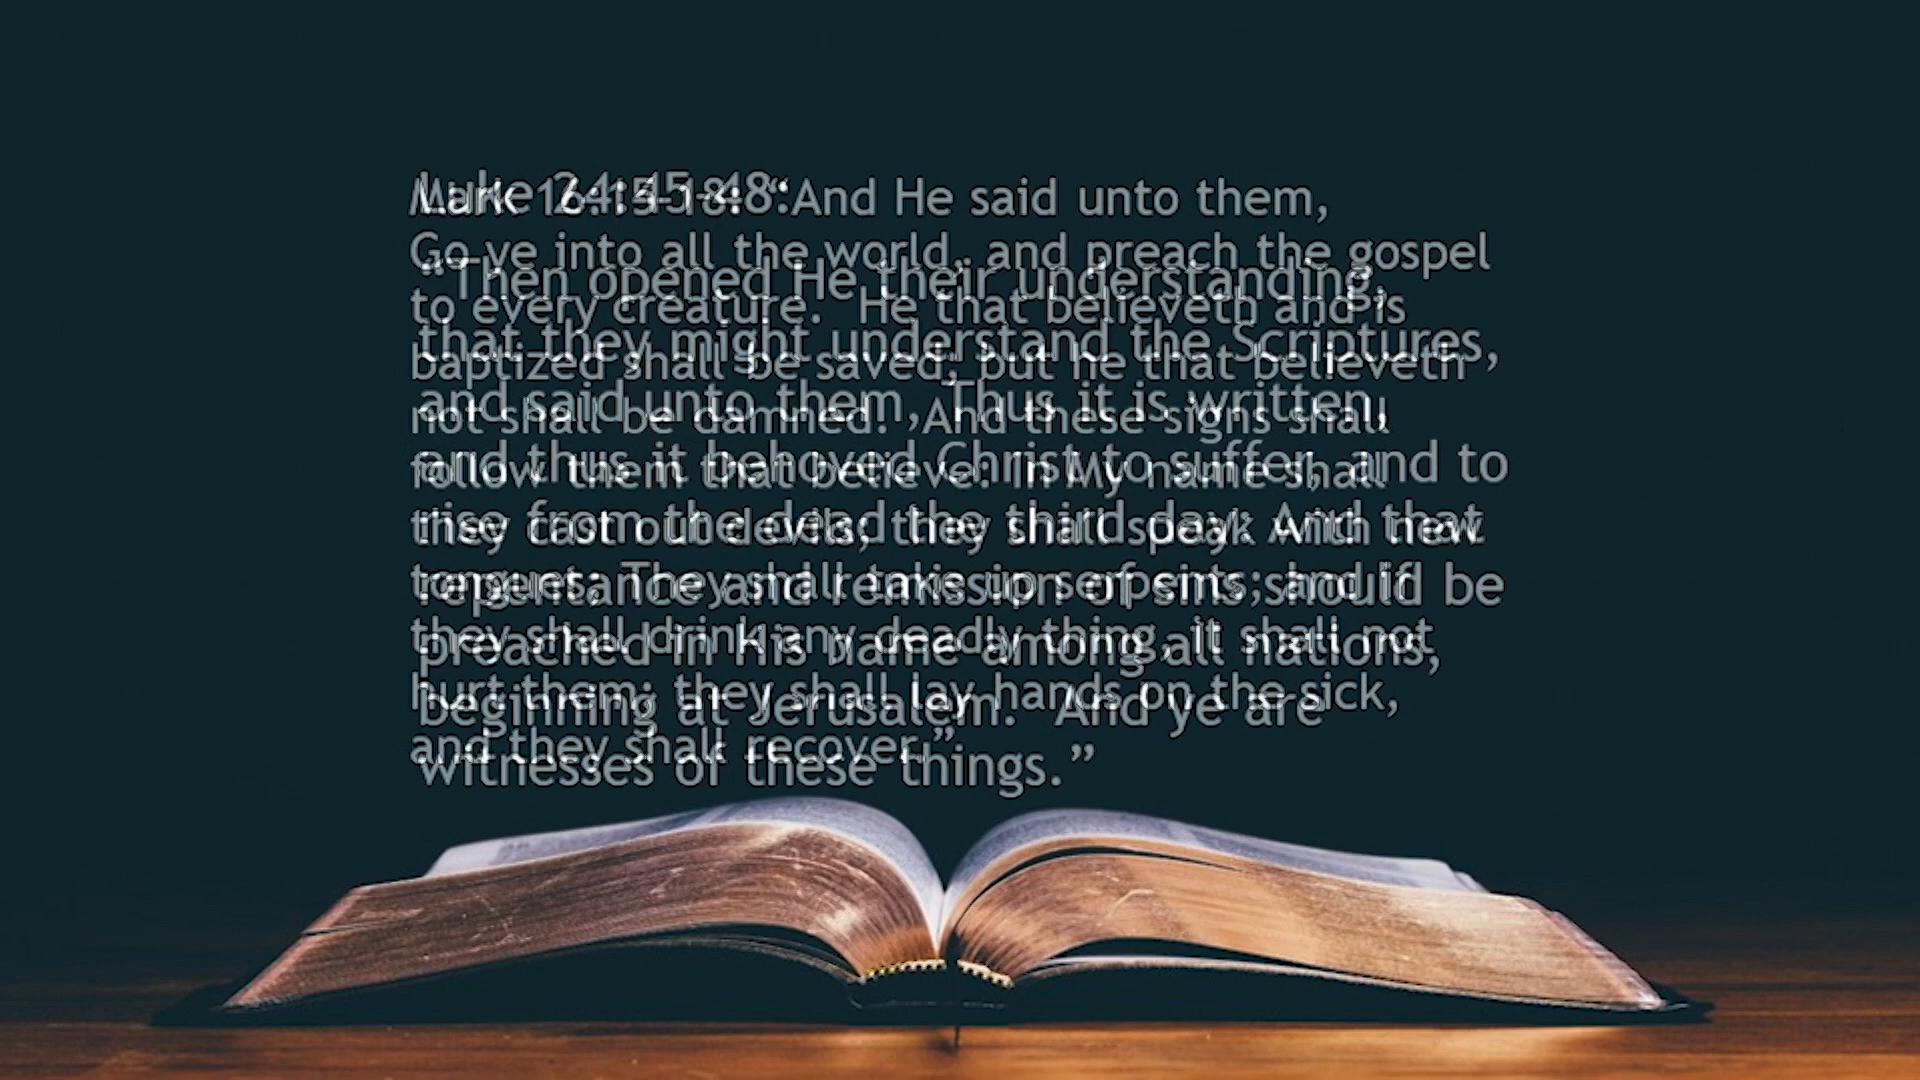 Mark 16:15-18: “And He said unto them,
Go ye into all the world, and preach the gospel
to every creature.  He that believeth and is
baptized shall be saved; but he that believeth
not shall be damned.  And these signs shall
follow them that believe: In My name shall
they cast out devils; they shall speak with new
tongues; They shall take up serpents; and if
they shall drink any deadly thing, it shall not
hurt them; they shall lay hands on the sick,
and they shall recover.”
Luke 24:45-48:
“Then opened He their understanding,
that they might understand the Scriptures,
and said unto them, Thus it is written,
and thus it behoved Christ to suffer, and to
rise from the dead the third day: And that
repentance and remission of sins should be
preached in His name among all nations,
beginning at Jerusalem.  And ye are
witnesses of these things.”